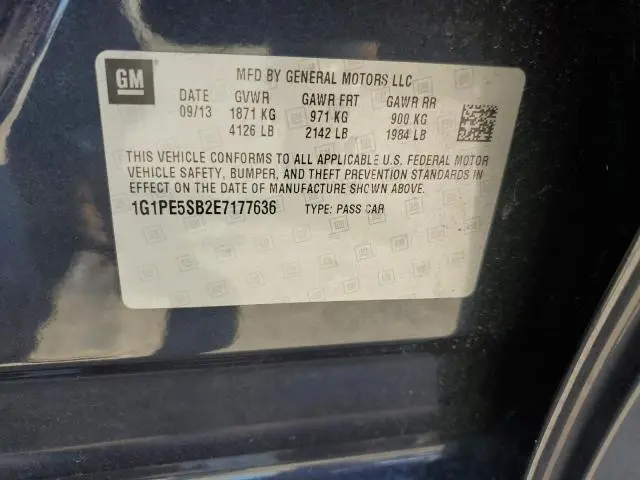 GM
MFD BY GENERAL MOTORS LLC
DATE GVWR GAWR FRT GAWR RR
09/13 1871 KG 971 KG 900 KG
4126 LB 2142 LB 1984 LB
THIS VEHICLE CONFORMS TO ALL APPLICABLE U.S. FEDERAL MOTOR
VEHICLE SAFETY, BUMPER, AND THEFT PREVENTION STANDARDS IN
EFFECT ON THE DATE OF MANUFACTURE SHOWN ABOVE.
1G1PE5SB2E7177636 TYPE: PASS CAR